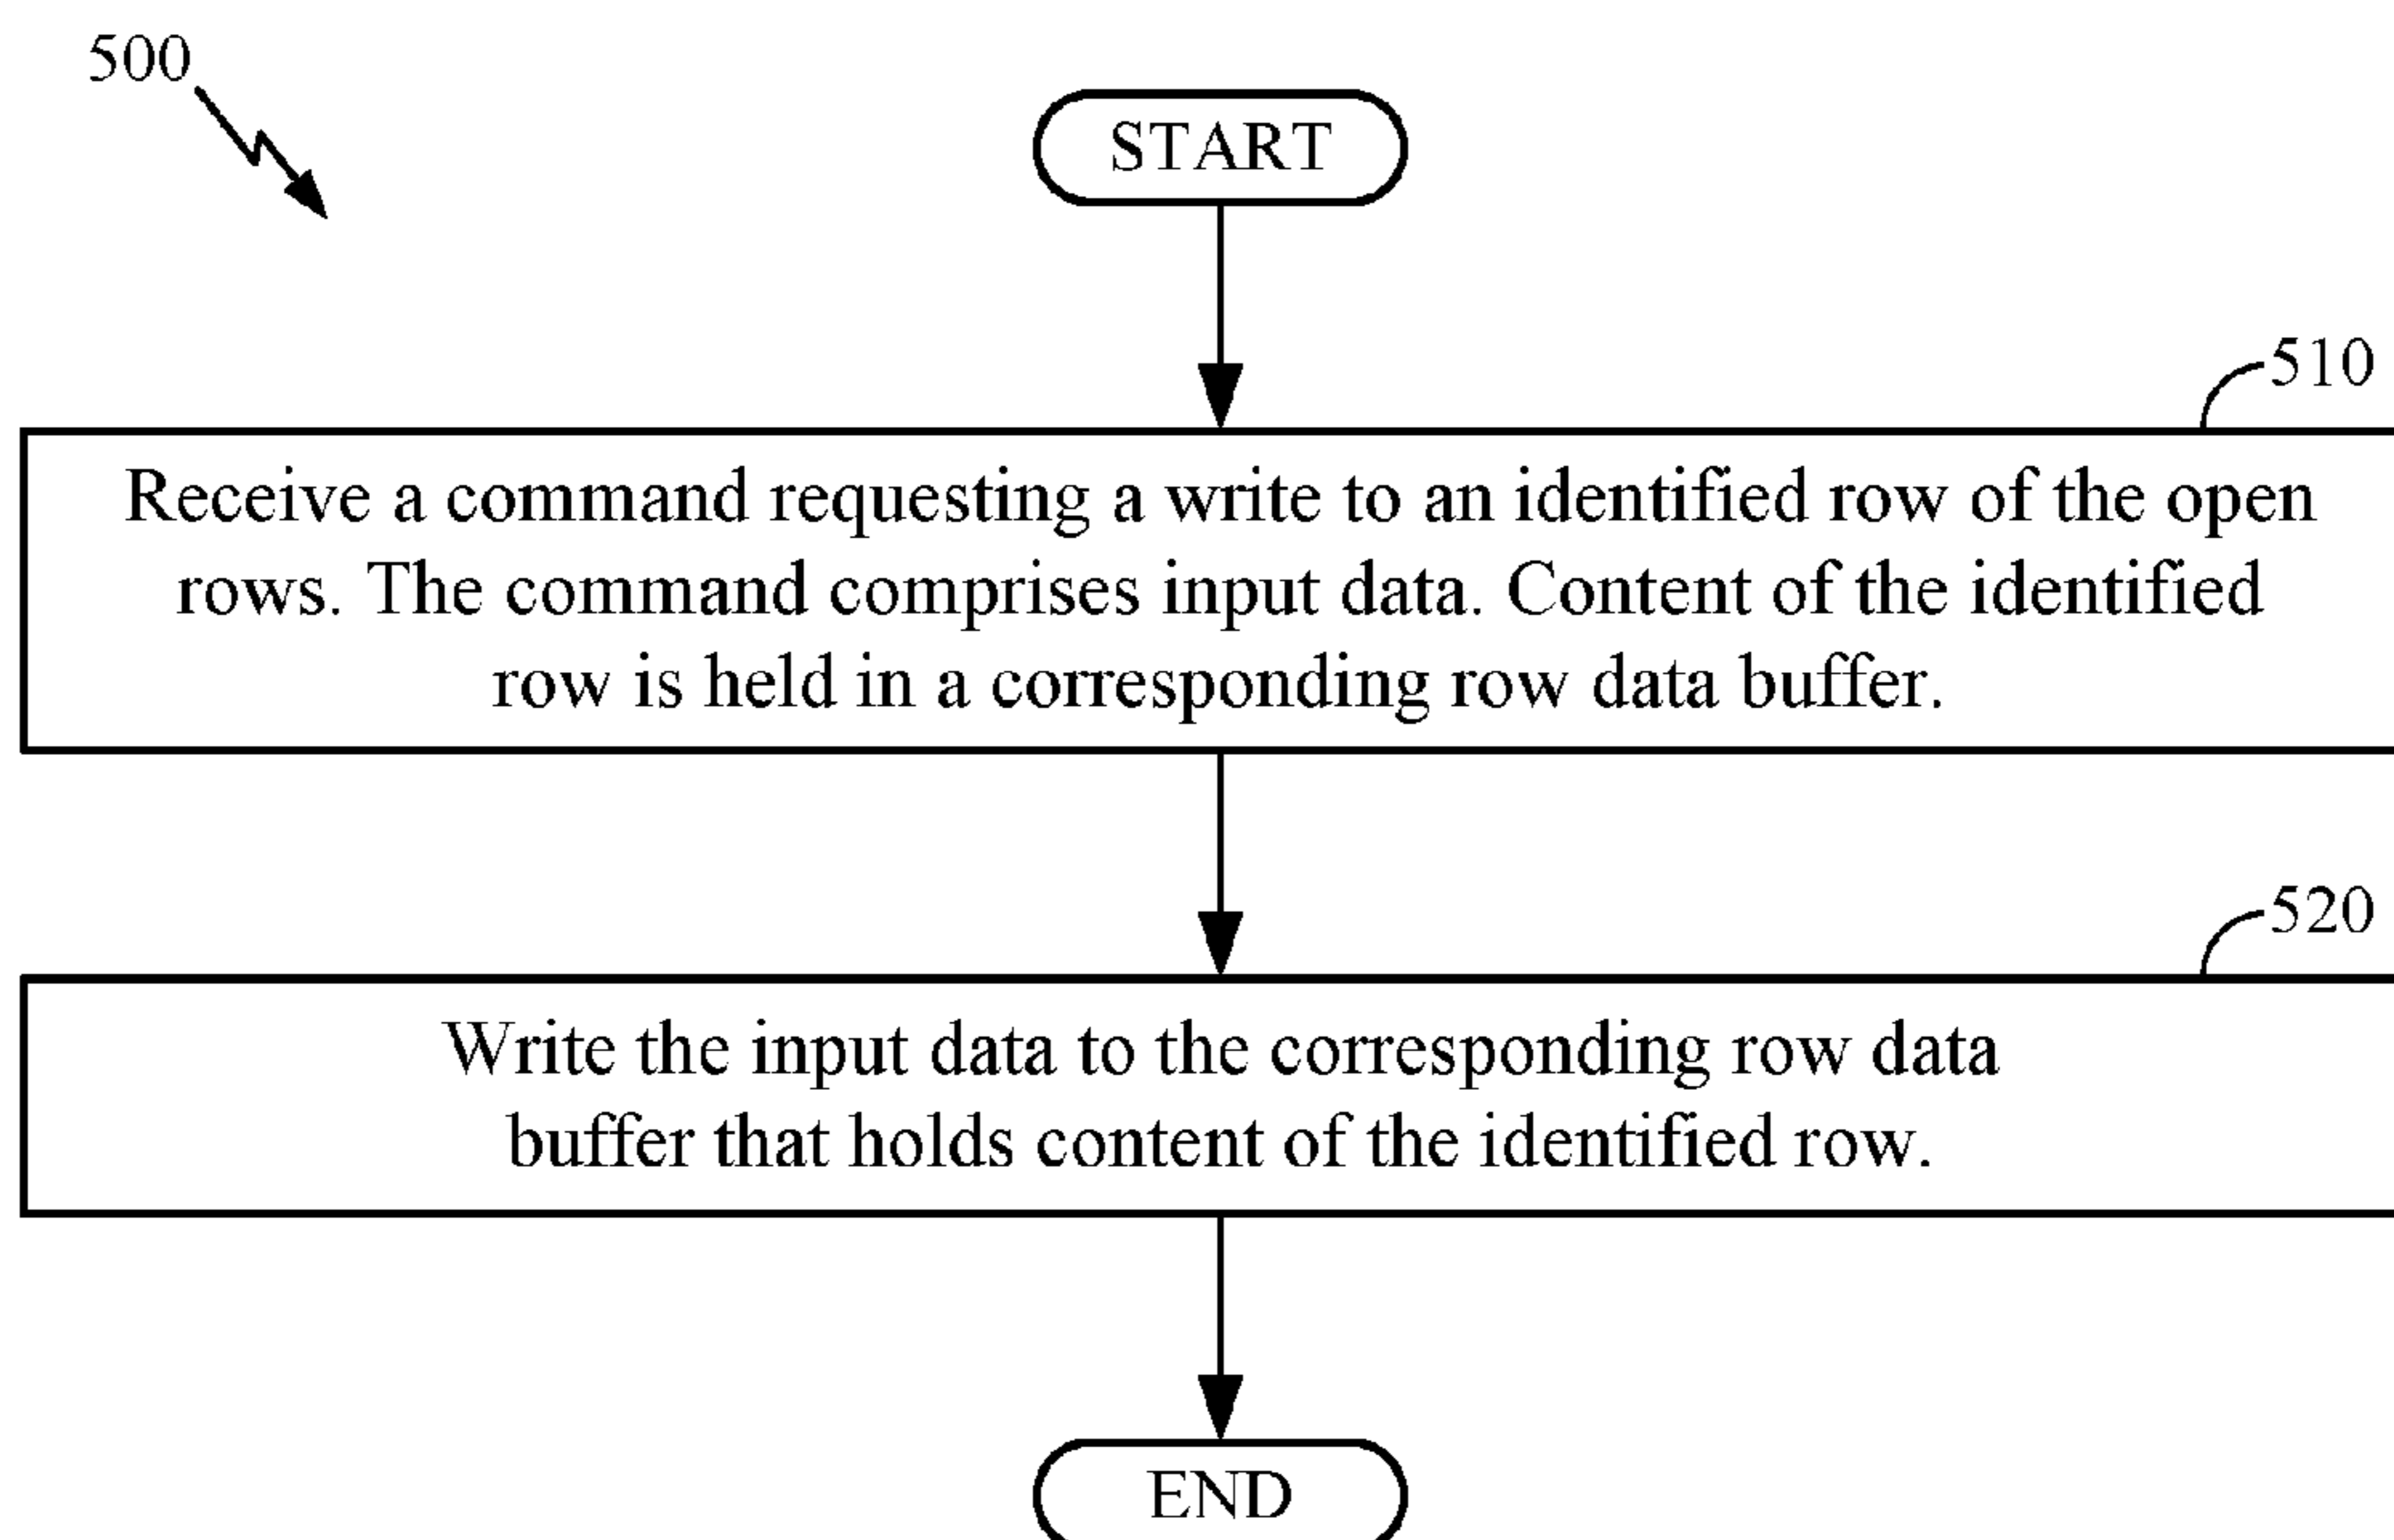 500
START
510
Receive a command requesting a write to an identified row of the open
rows. The command comprises input data. Content of the identified
row is held in a corresponding row data buffer.
520
Write the input data to the corresponding row data
buffer that holds content of the identified row.
END